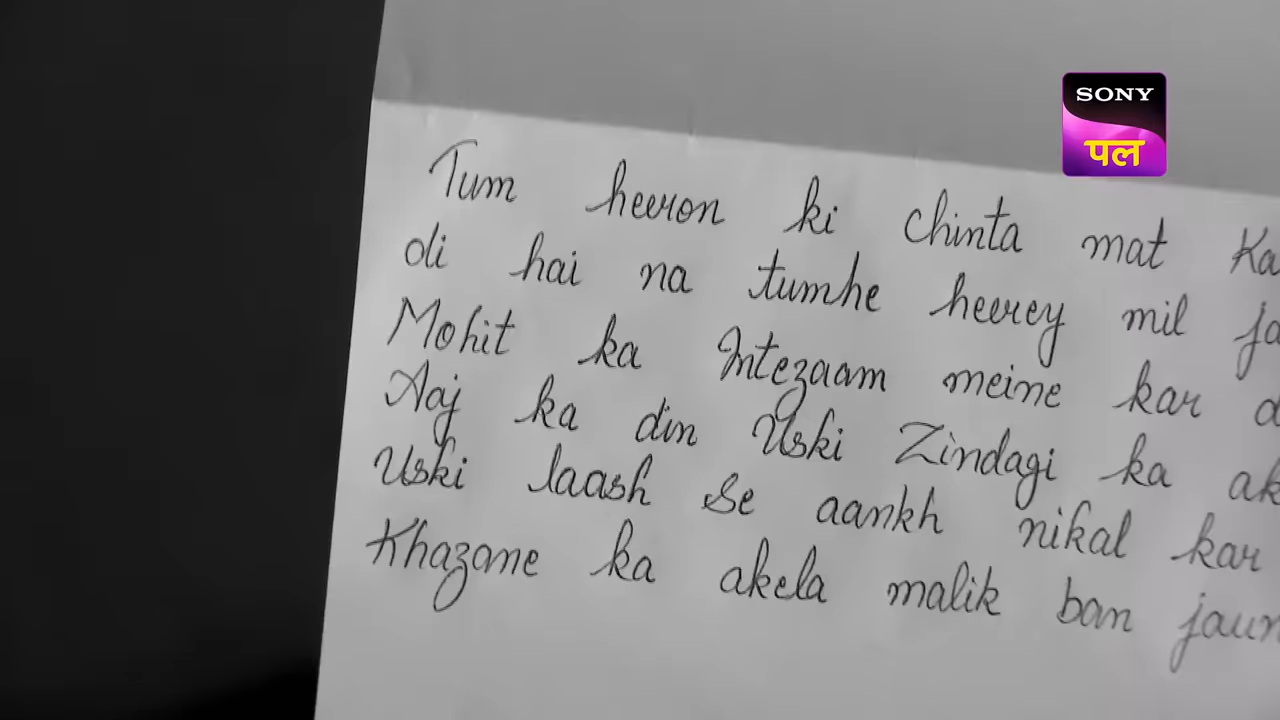 SONY
पल
Tum heeron ki chinta mat
di hai na tumhe heerey mil
Mohit ka Intezaam meine kar
Aaj ka din Uski Zindagi ka
Uski laash se aankh nikal kar
Khazane ka akela malik ban